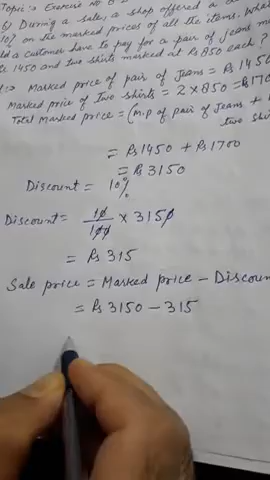 Topic :- Exercise No 8
6) During a sale, a shop offered a
10% on the marked prices of all the items. What
a customer have to pay for a pair of jeans
1450 and two shirts marked at Rs 850 each?
:- Marked price of pair of jeans = Rs 1450
Marked price of Two shirts = 2 × 850 = Rs 170
Total Marked price = (M.P of pair of jeans +
two
= Rs 1450 + Rs 1700
= Rs 3150
Discount = 10%
Discount = 10/100 × 3150
= Rs 315
Sale price = Marked price - Discoun
= Rs 3150 - 315